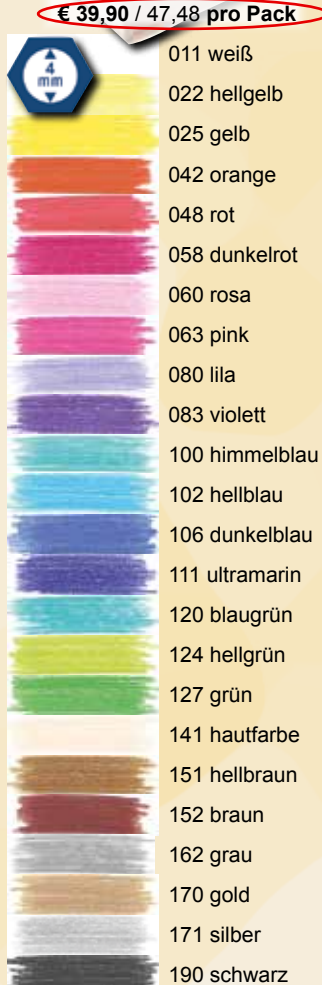 € 39,90 / 47,48 pro Pack
4
mm
011 weiß
022 hellgelb
025 gelb
042 orange
048 rot
058 dunkelrot
060 rosa
063 pink
080 lila
083 violett
100 himmelblau
102 hellblau
106 dunkelblau
111 ultramarin
120 blaugrün
124 hellgrün
127 grün
141 hautfarbe
151 hellbraun
152 braun
162 grau
170 gold
171 silber
190 schwarz